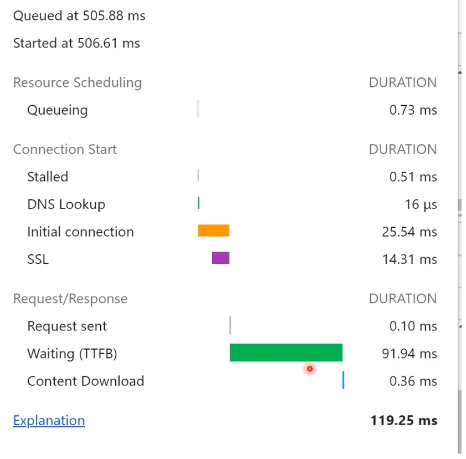 Queued at 505.88 ms
Started at 506.61 ms
Resource Scheduling DURATION
Queueing 0.73 ms
Connection Start DURATION
Stalled 0.51 ms
DNS Lookup 16 μs
Initial connection 25.54 ms
SSL 14.31 ms
Request/Response DURATION
Request sent 0.10 ms
Waiting (TTFB) 91.94 ms
Content Download 0.36 ms
Explanation 119.25 ms